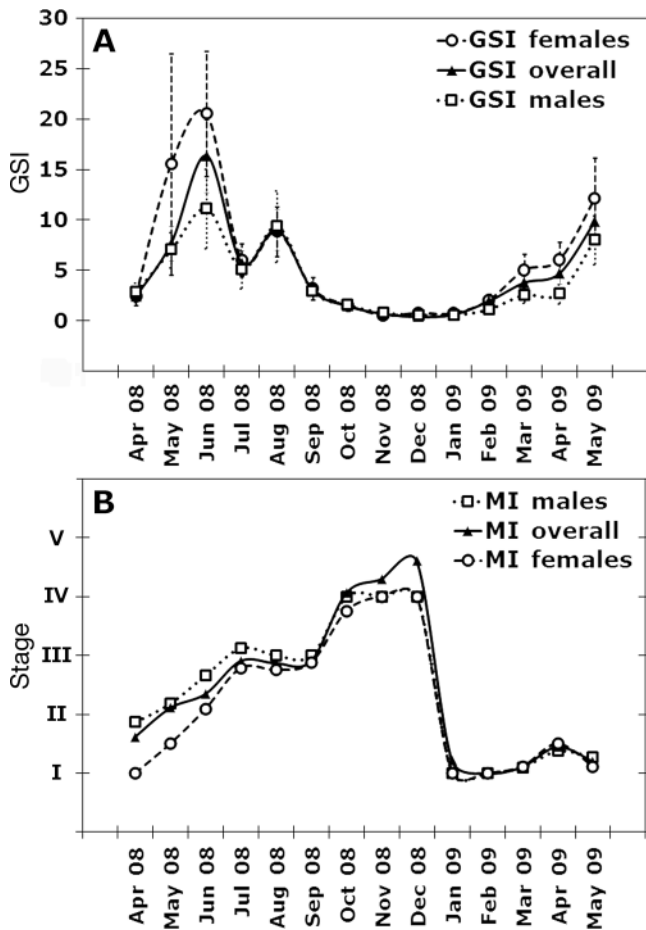 A
GSI females
GSI overall
GSI males
30
25
20
15
10
5
0
GSI
Apr 08
May 08
Jun 08
Jul 08
Aug 08
Sep 08
Oct 08
Nov 08
Dec 08
Jan 09
Feb 09
Mar 09
Apr 09
May 09
B
MI males
MI overall
MI females
V
IV
III
II
I
Stage
Apr 08
May 08
Jun 08
Jul 08
Aug 08
Sep 08
Oct 08
Nov 08
Dec 08
Jan 09
Feb 09
Mar 09
Apr 09
May 09